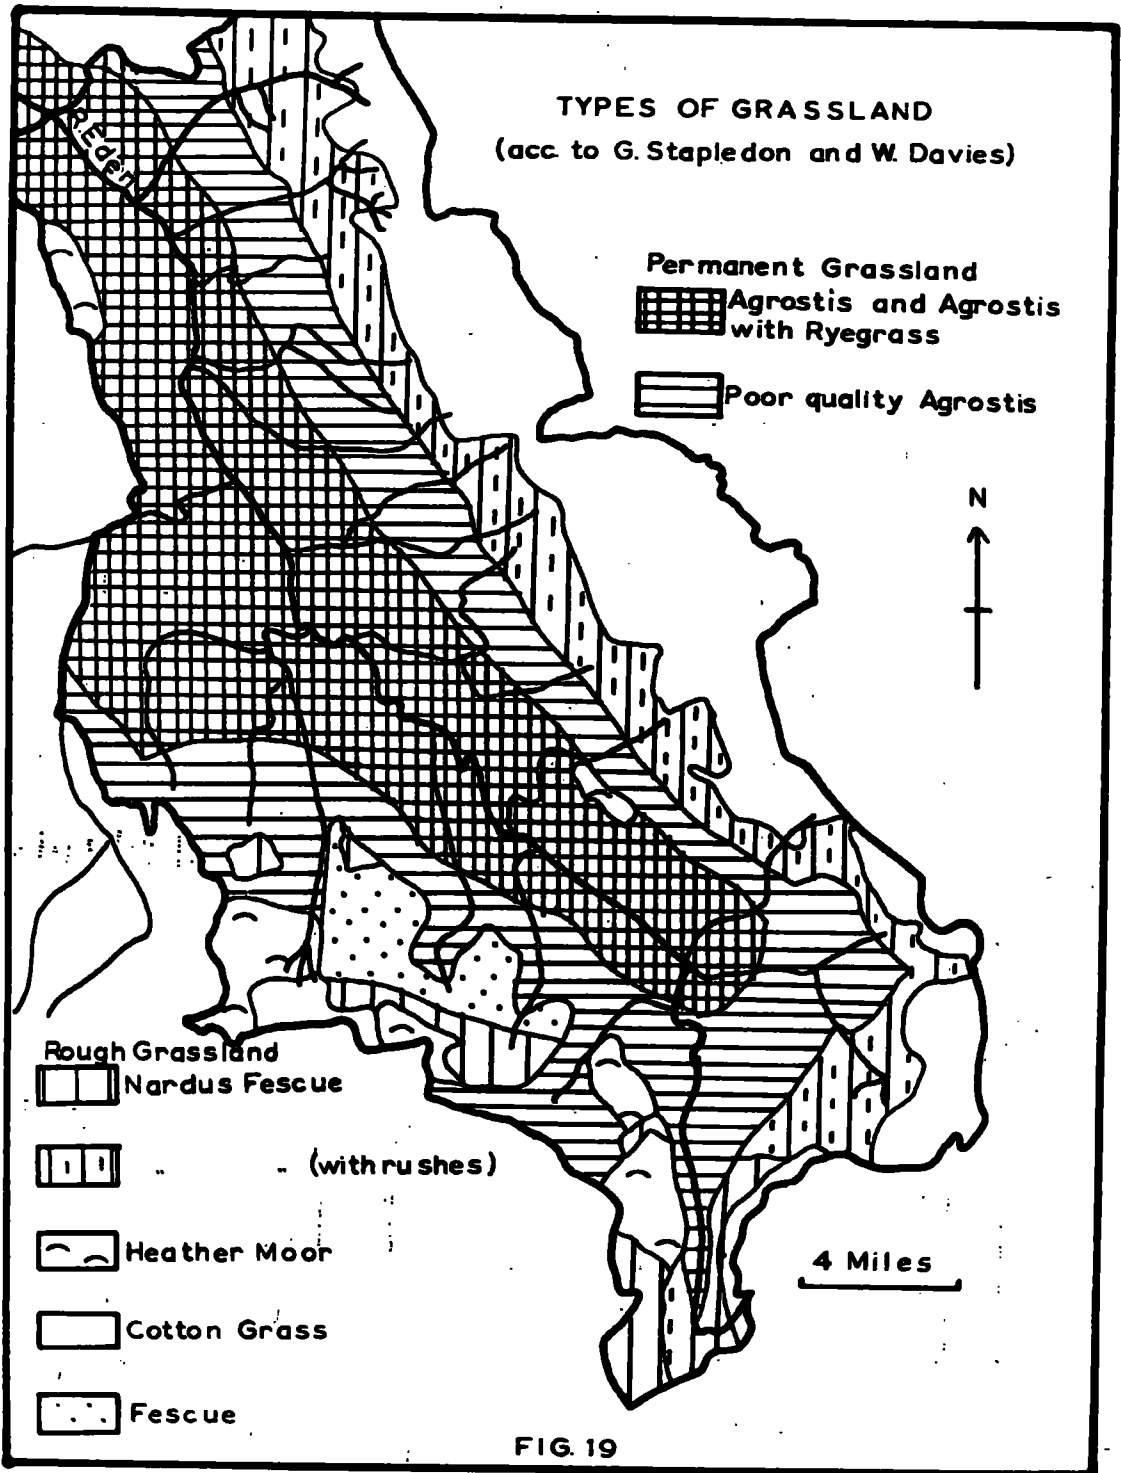 TYPES OF GRASSLAND
(acc. to G. Stapledon and W. Davies)
R. Eden
Permanent Grassland
Agrostis and Agrostis
with Ryegrass
Poor quality Agrostis
N
Rough Grassland
Nardus Fescue
„ „ (with rushes)
Heather Moor
Cotton Grass
Fescue
4 Miles
FIG. 19